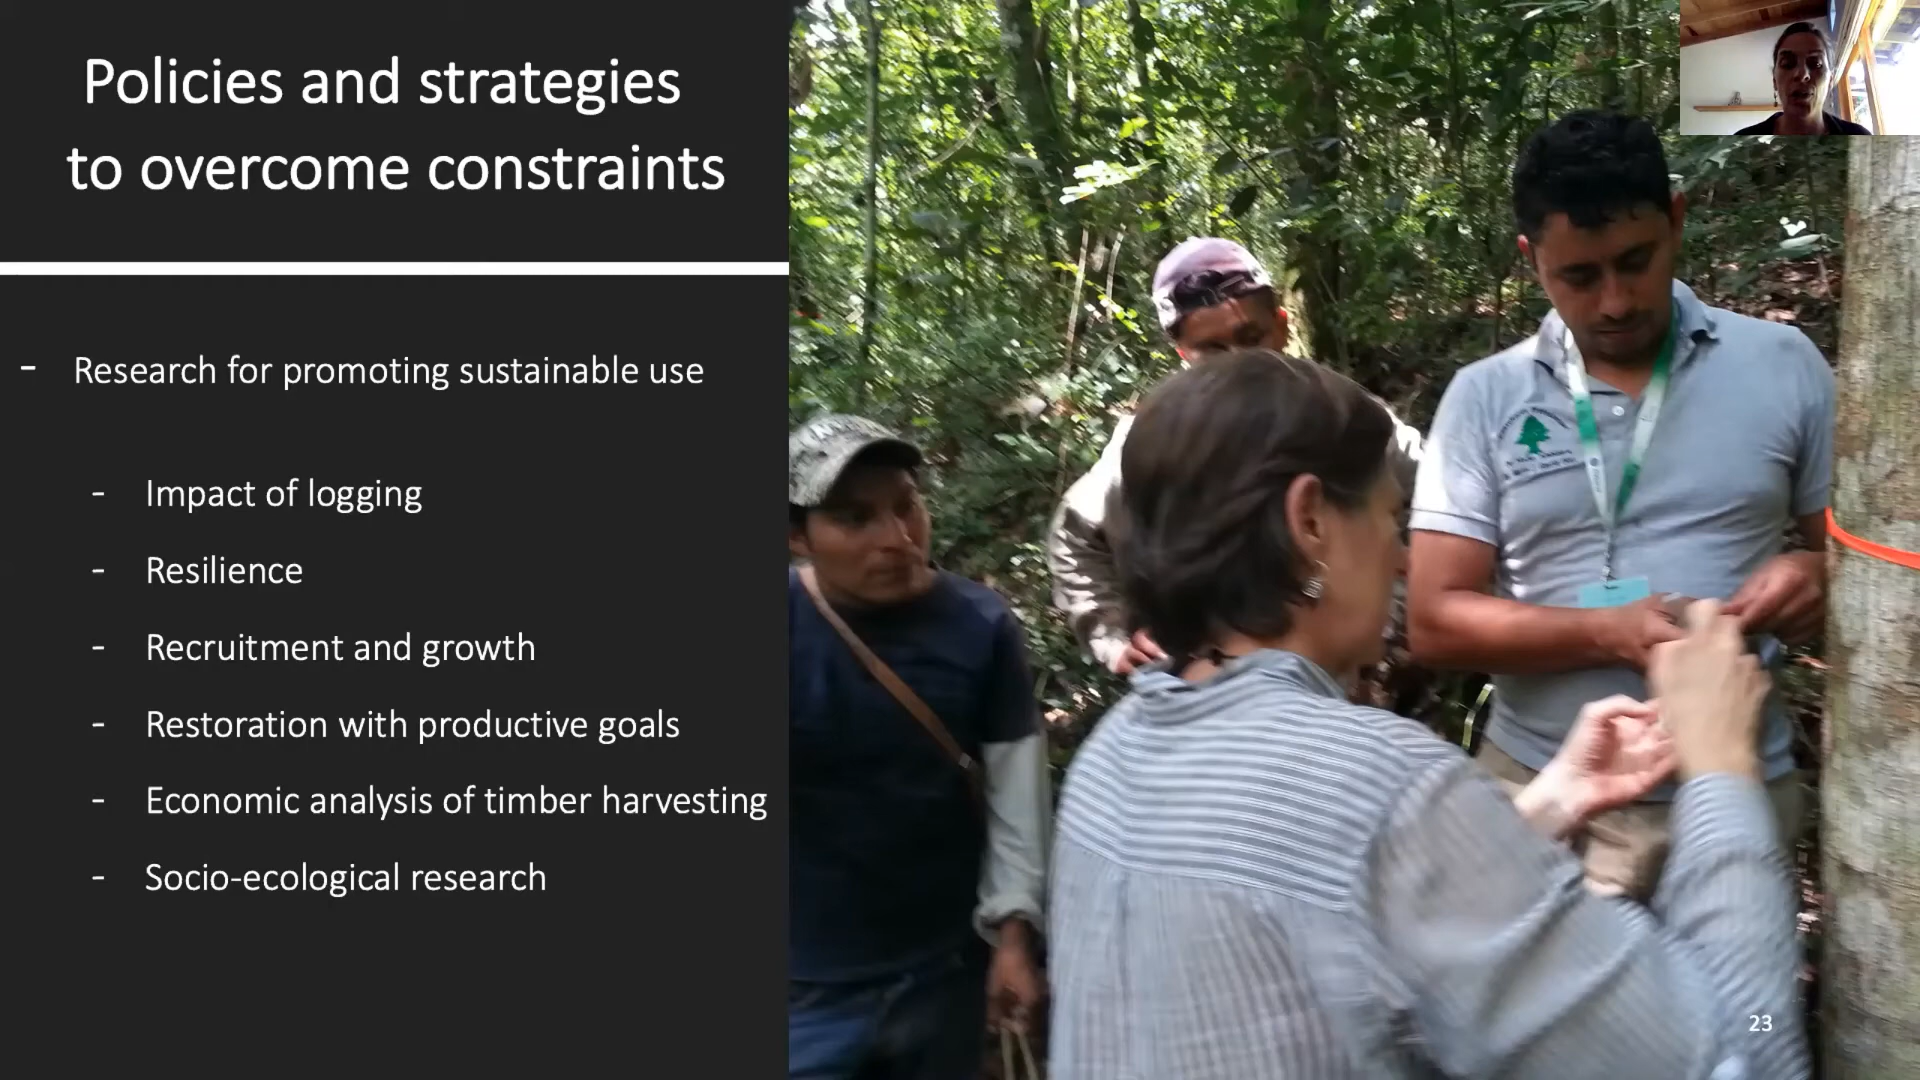 Policies and strategies
to overcome constraints
- Research for promoting sustainable use
- Impact of logging
- Resilience
- Recruitment and growth
- Restoration with productive goals
- Economic analysis of timber harvesting
- Socio-ecological research
23